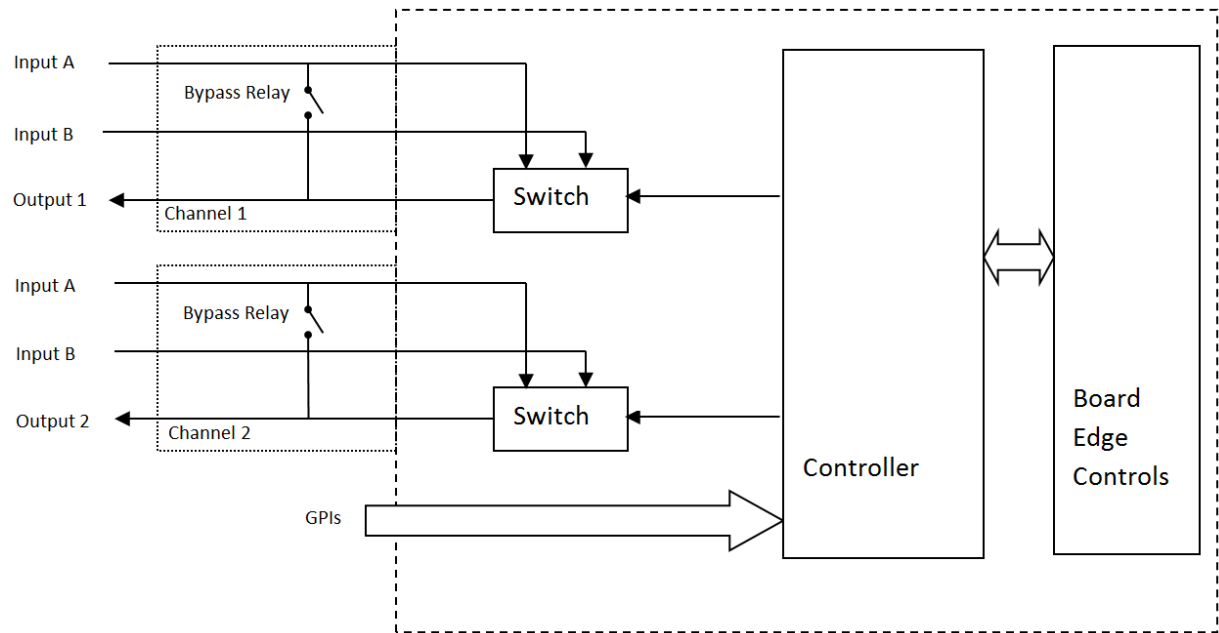 Input A
Bypass Relay
Input B
Switch
Output 1
Channel 1
Input A
Bypass Relay
Input B
Switch
Output 2
Channel 2
GPIs
Controller
Board
Edge
Controls